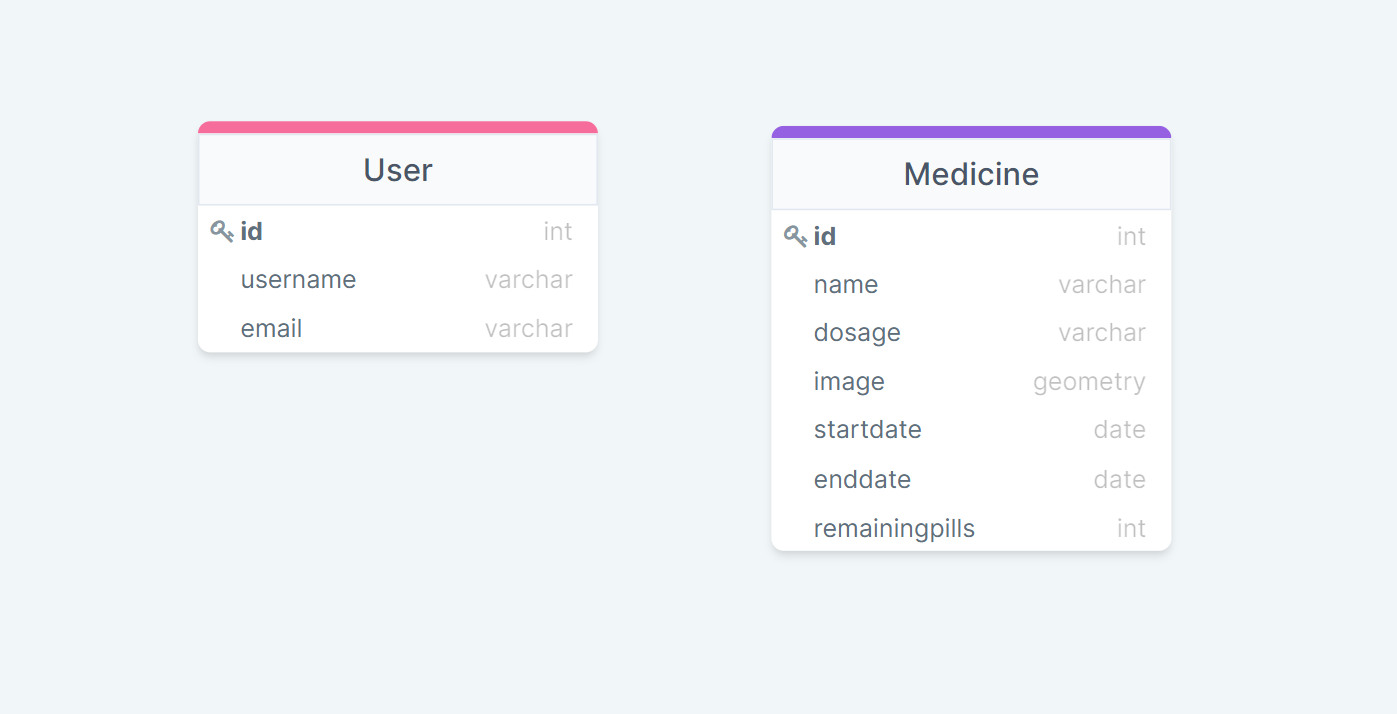 User
id int
username varchar
email varchar
Medicine
id int
name varchar
dosage varchar
image geometry
startdate date
enddate date
remainingpills int